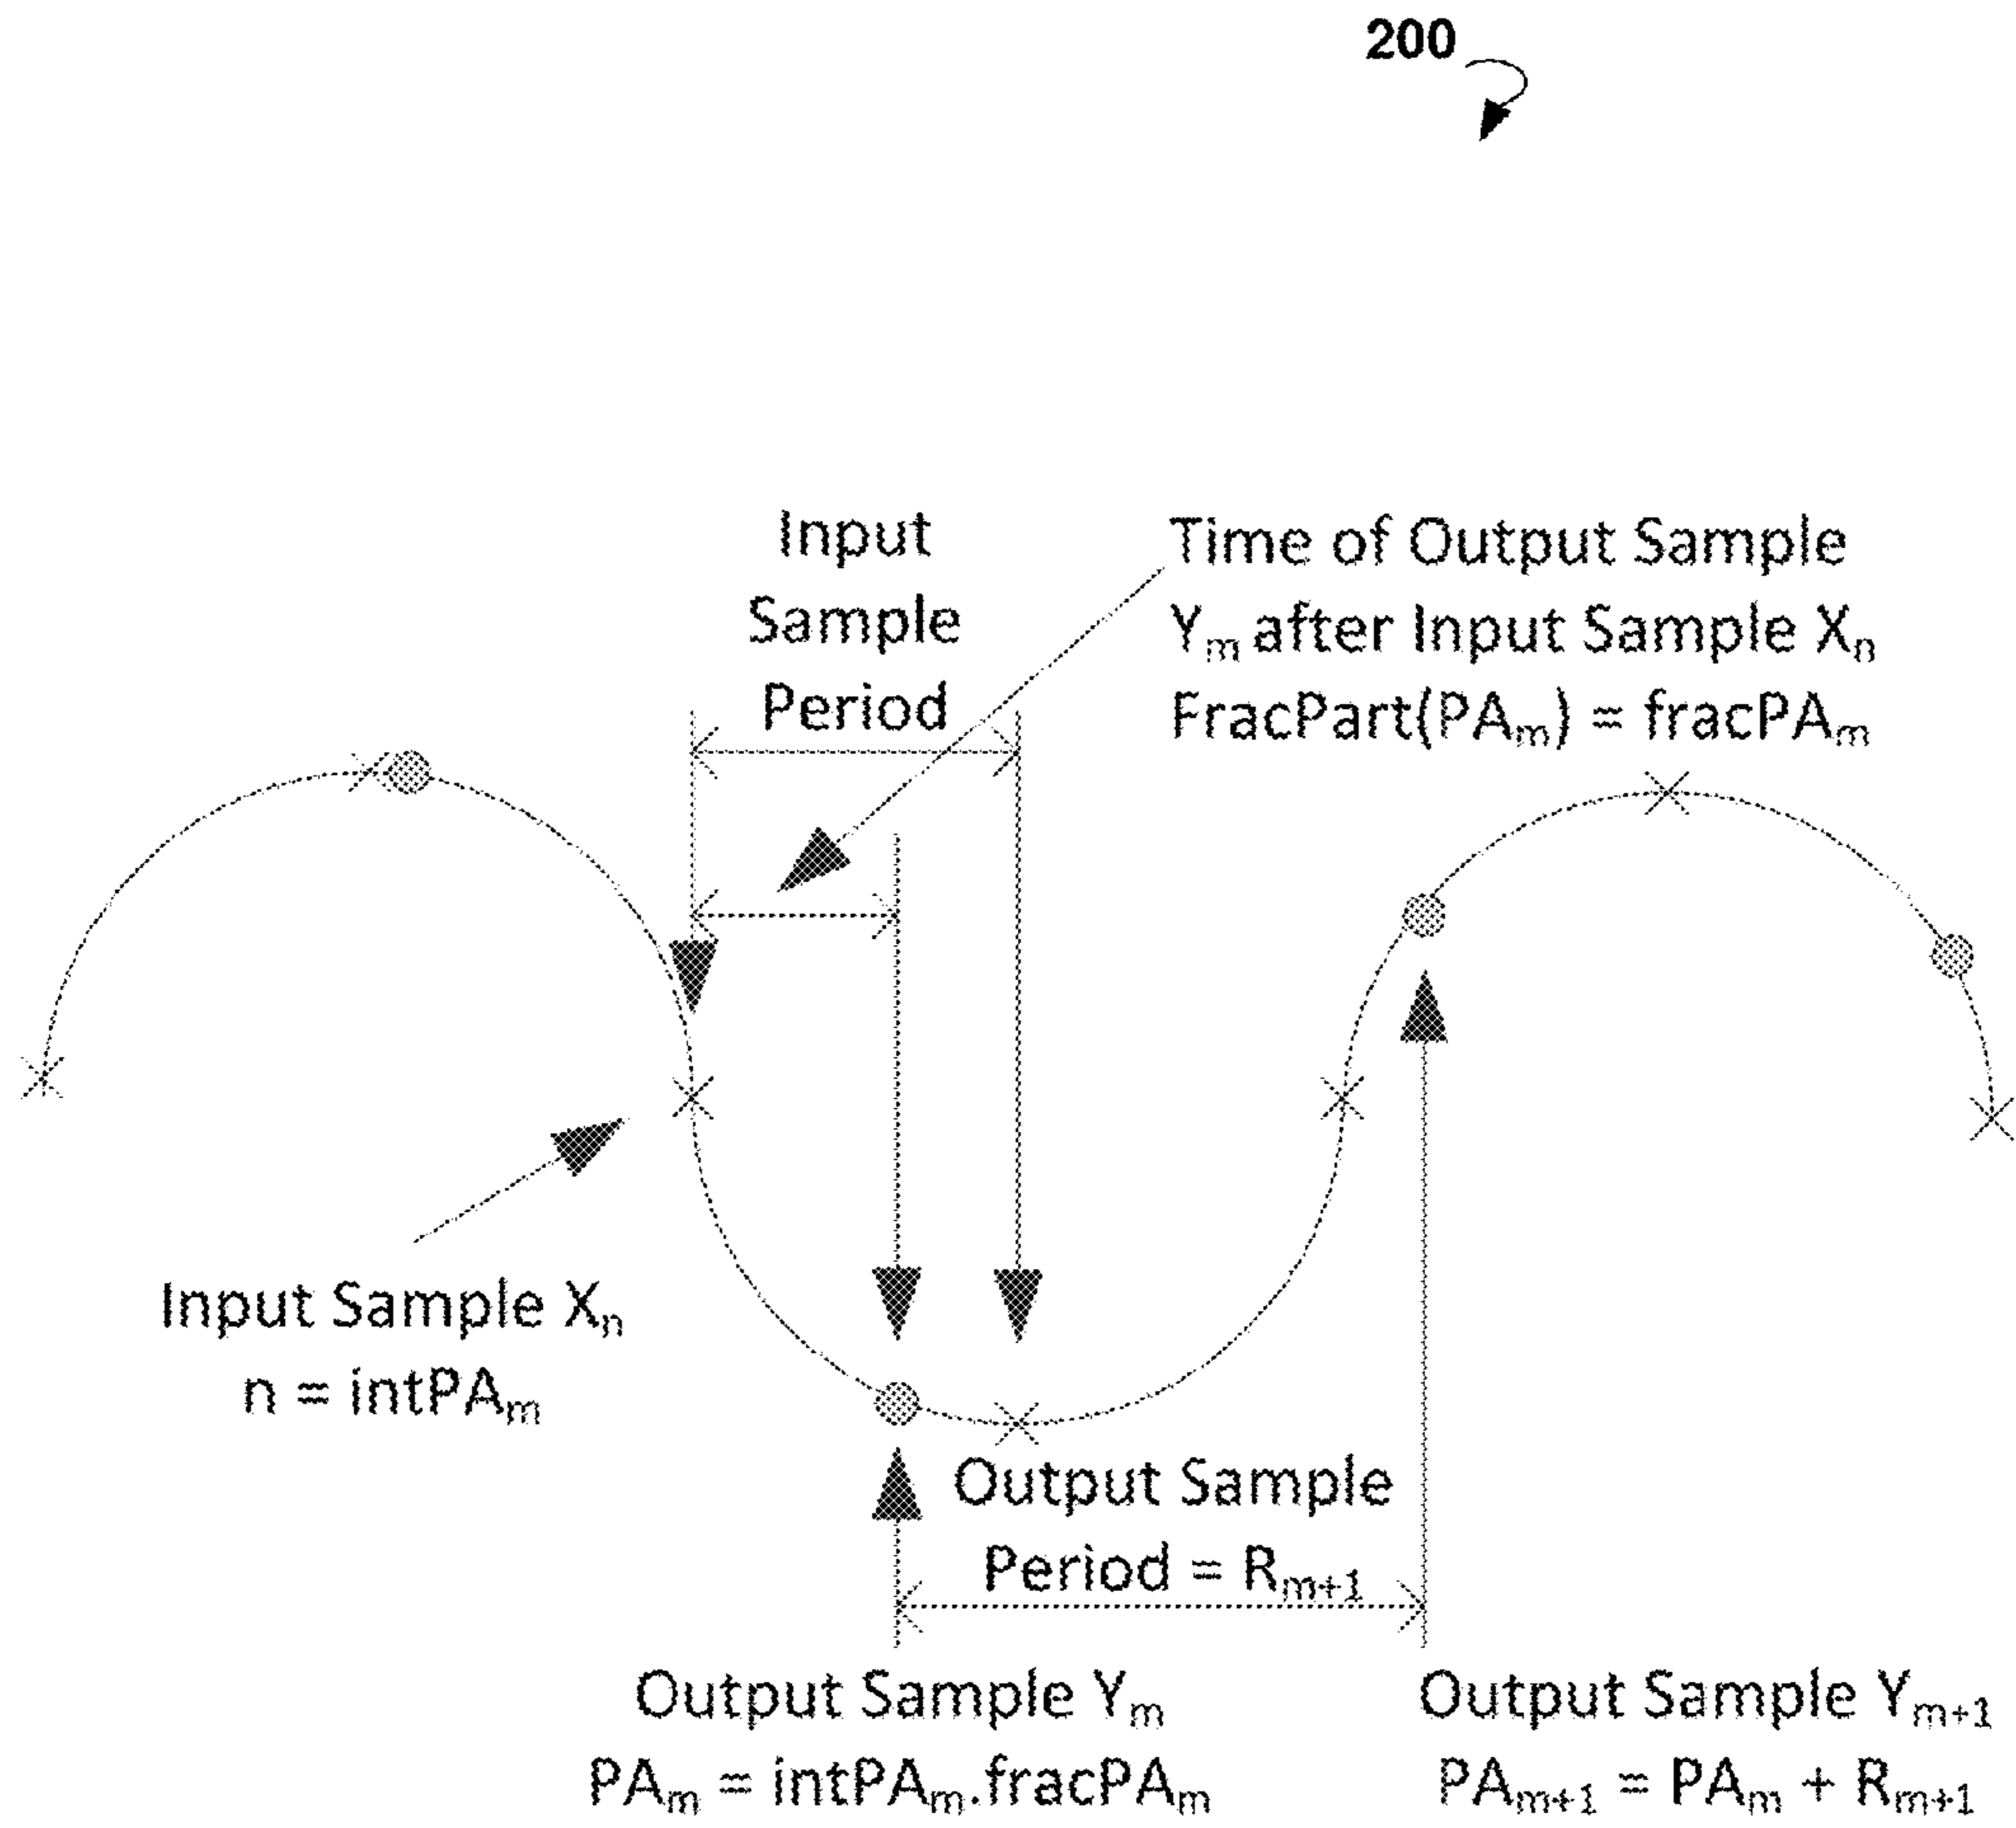 200
Input
Sample
Period
Time of Output Sample
Yₘ after Input Sample Xₙ
FracPart(PAₘ) = fracPAₘ
Input Sample Xₙ
n = intPAₘ
Output Sample
Period = Rₘ₊₁
Output Sample Yₘ
PAₘ = intPAₘ.fracPAₘ
Output Sample Yₘ₊₁
PAₘ₊₁ = PAₘ + Rₘ₊₁